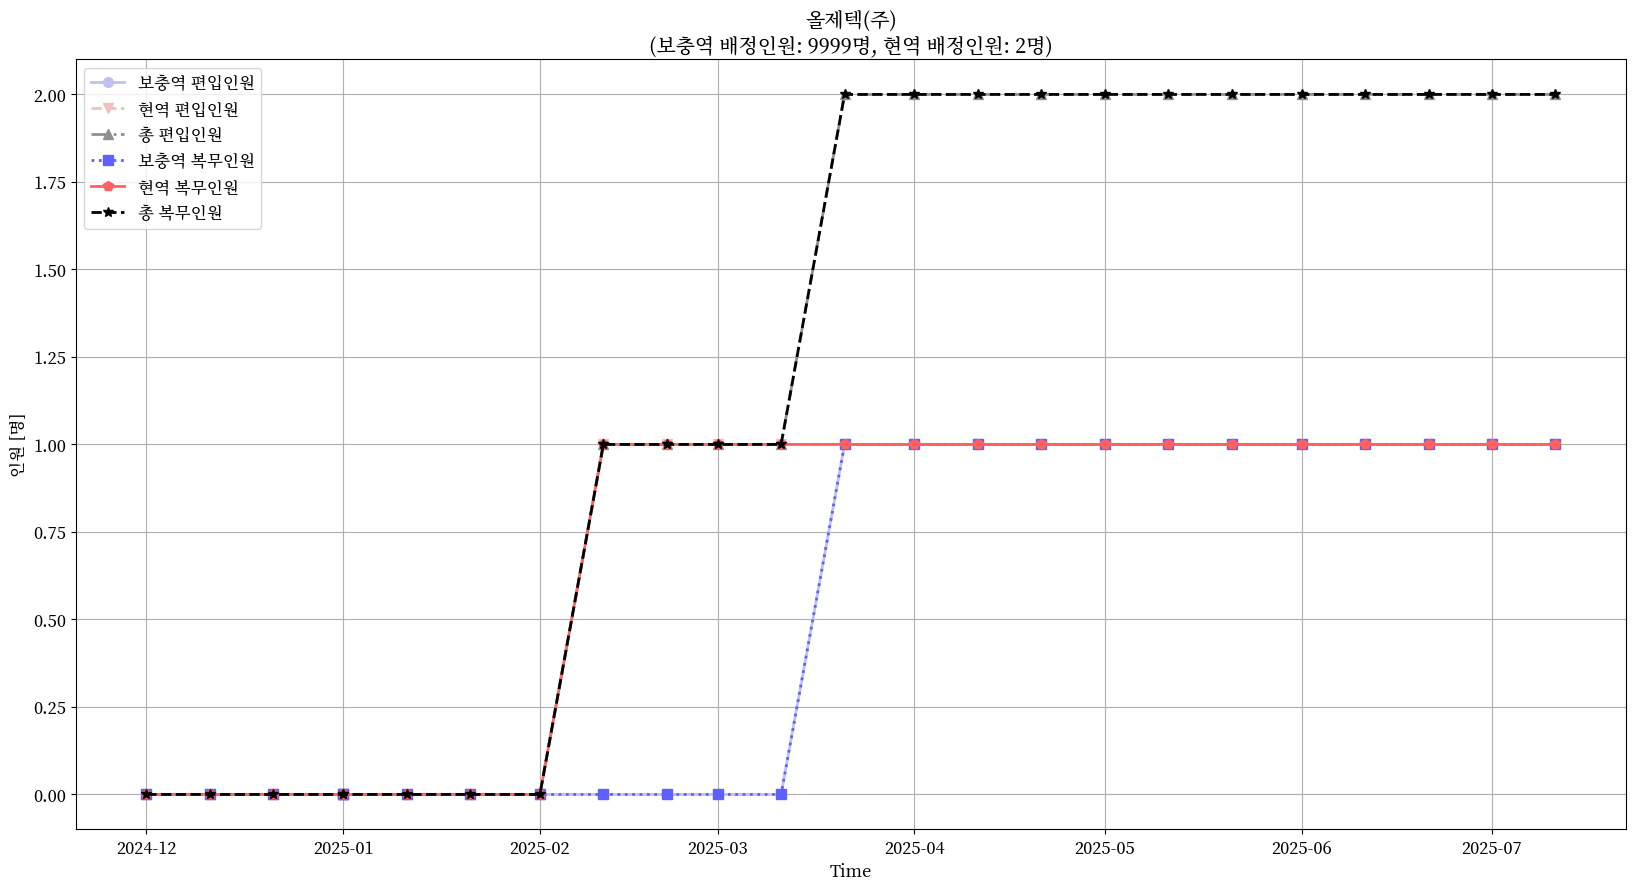 올제텍(주)
(보충역 배정인원: 9999명, 현역 배정인원: 2명)
보충역 편입인원
현역 편입인원
총 편입인원
보충역 복무인원
현역 복무인원
총 복무인원
2.00
1.75
1.50
1.25
1.00
0.75
0.50
0.25
0.00
인원 [명]
2024-12
2025-01
2025-02
2025-03
2025-04
2025-05
2025-06
2025-07
Time